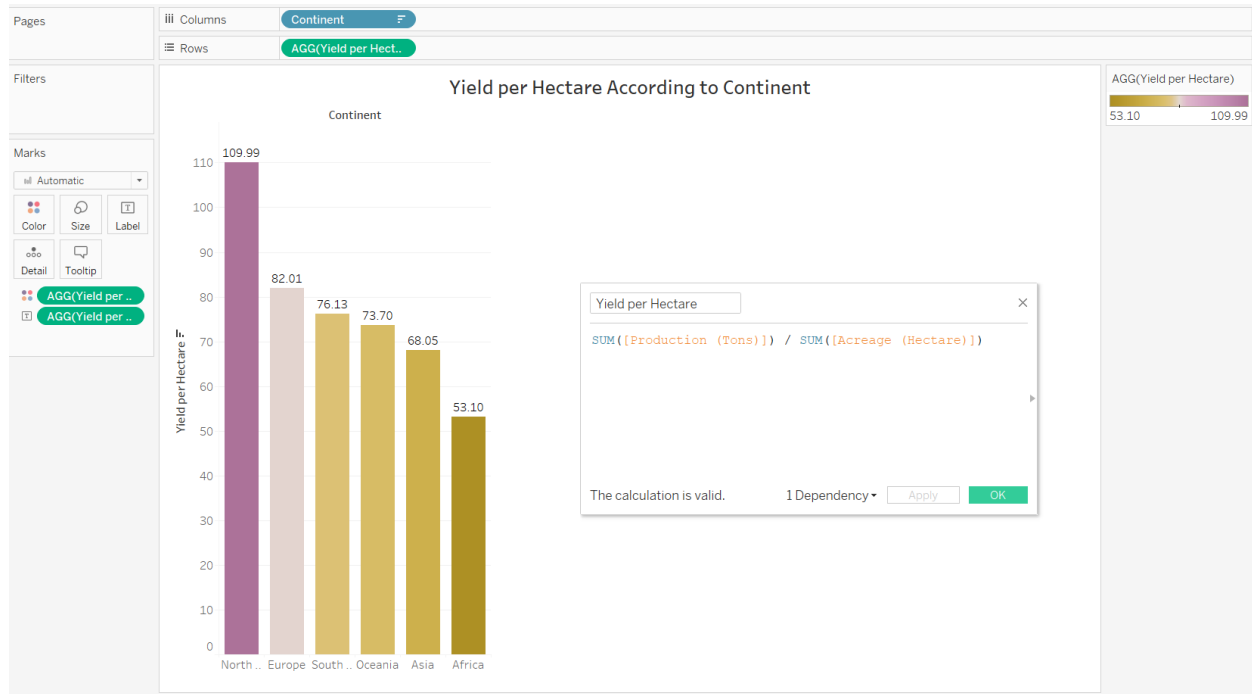 Pages
Columns
Continent
Rows
AGG(Yield per Hect..
Filters
Marks
Automatic
Color
Size
Label
Detail
Tooltip
AGG(Yield per ..
AGG(Yield per ..
Yield per Hectare According to Continent
Continent
Yield per Hectare
110
100
90
80
70
60
50
40
30
20
10
0
109.99
82.01
76.13
73.70
68.05
53.10
North .. Europe South .. Oceania Asia Africa
Yield per Hectare
SUM([Production (Tons)]) / SUM([Acreage (Hectare)])
The calculation is valid. 1 Dependency Apply OK
AGG(Yield per Hectare)
53.10 109.99